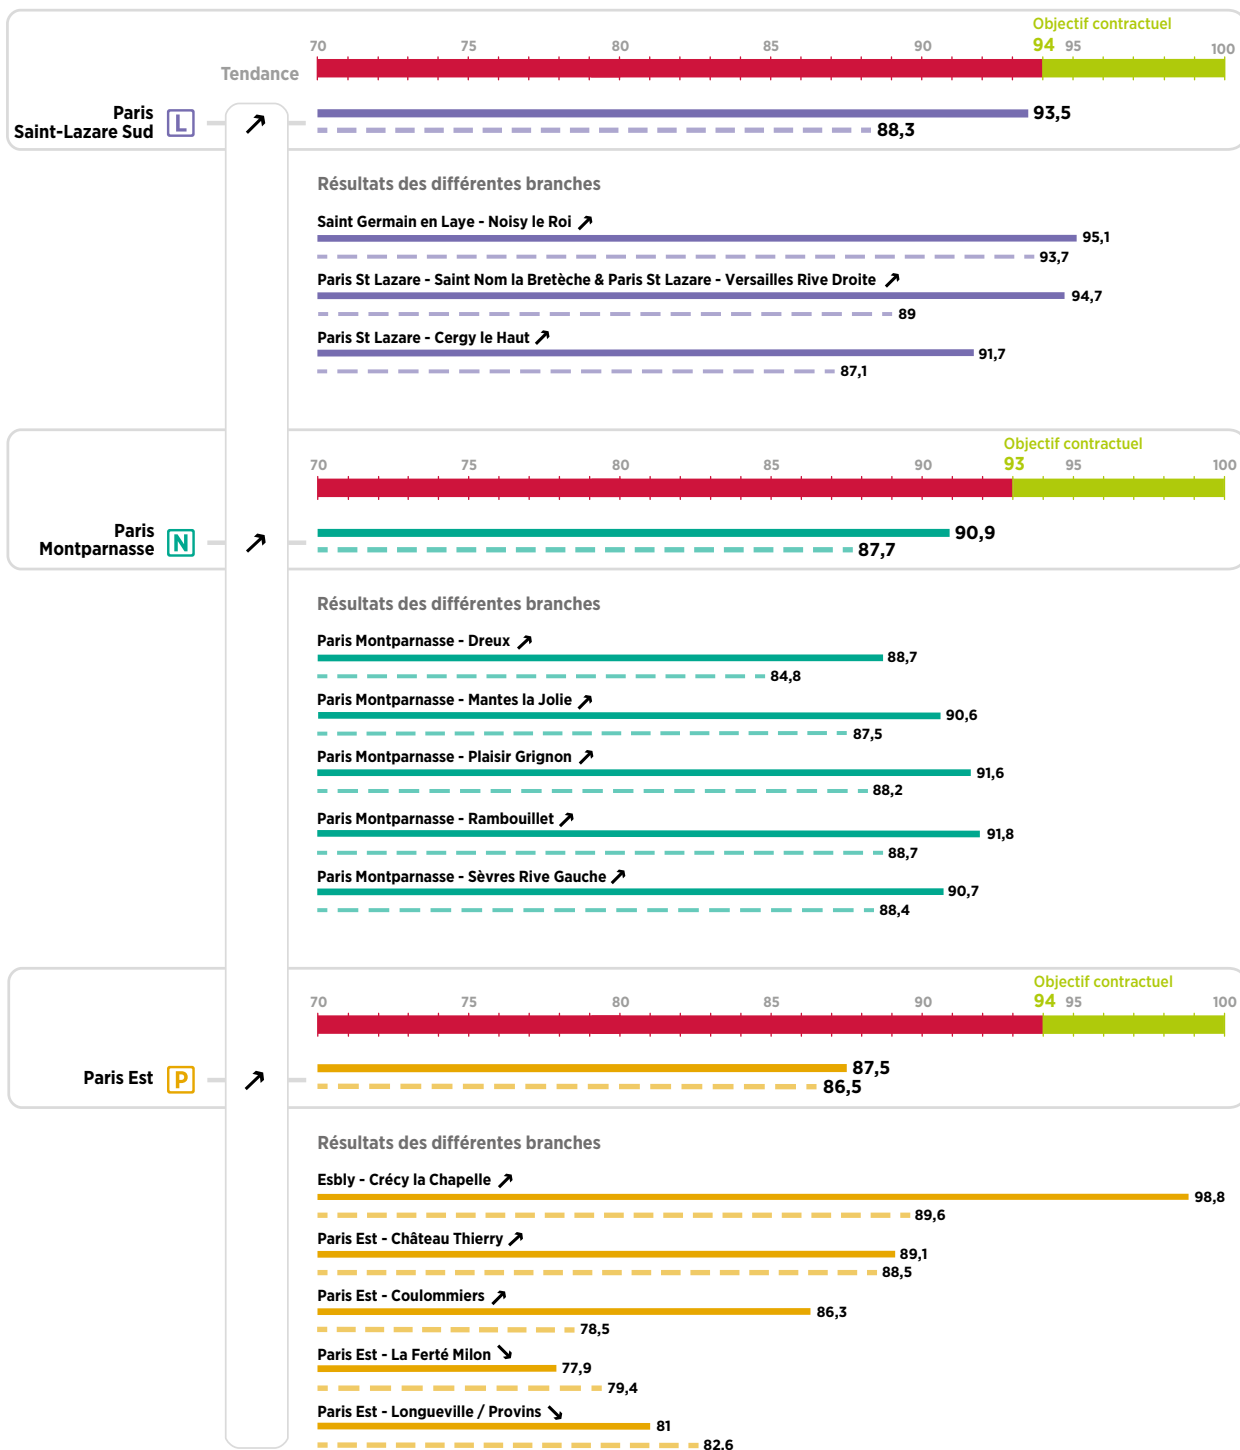 Objectif contractuel
70 75 80 85 90 94 95 100
Tendance
Paris
Saint-Lazare Sud L
93,5
88,3
Résultats des différentes branches
Saint Germain en Laye - Noisy le Roi
95,1
93,7
Paris St Lazare - Saint Nom la Bretèche & Paris St Lazare - Versailles Rive Droite
94,7
89
Paris St Lazare - Cergy le Haut
91,7
87,1
Objectif contractuel
70 75 80 85 90 93 95 100
Paris
Montparnasse N
90,9
87,7
Résultats des différentes branches
Paris Montparnasse - Dreux
88,7
84,8
Paris Montparnasse - Mantes la Jolie
90,6
87,5
Paris Montparnasse - Plaisir Grignon
91,6
88,2
Paris Montparnasse - Rambouillet
91,8
88,7
Paris Montparnasse - Sèvres Rive Gauche
90,7
88,4
Objectif contractuel
70 75 80 85 90 94 95 100
Paris Est P
87,5
86,5
Résultats des différentes branches
Esbly - Crécy la Chapelle
98,8
89,6
Paris Est - Château Thierry
89,1
88,5
Paris Est - Coulommiers
86,3
78,5
Paris Est - La Ferté Milon
77,9
79,4
Paris Est - Longueville / Provins
81
82,6